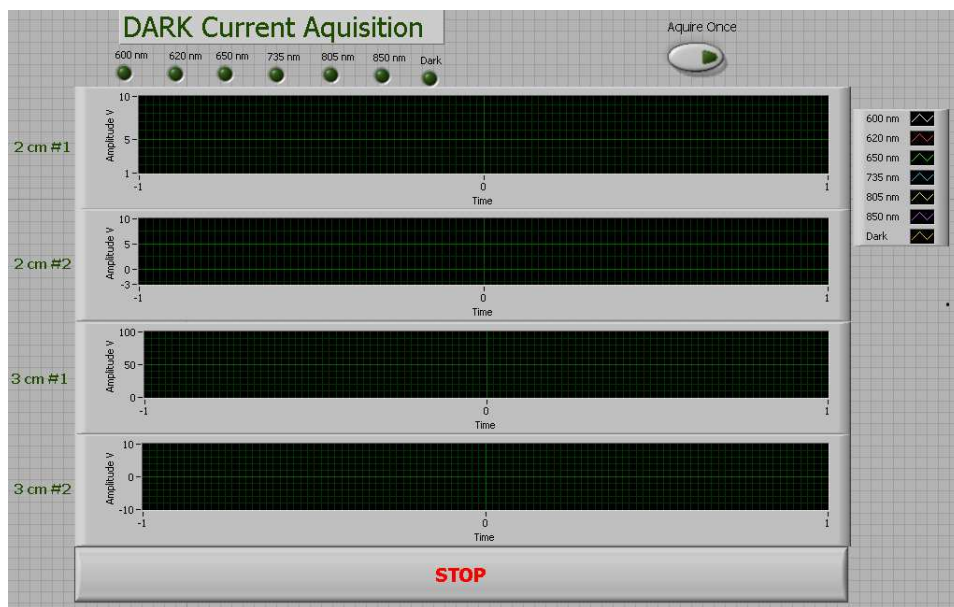 DARK Current Aquisition
Aquire Once
600 nm 620 nm 650 nm 735 nm 805 nm 850 nm Dark
2 cm #1
Amplitude V
10
5
1
-1 0 1
Time
2 cm #2
Amplitude V
10
5
0
-3
-1 0 1
Time
3 cm #1
Amplitude V
100
50
0
-1 0 1
Time
3 cm #2
Amplitude V
10
0
-10
-1 0 1
Time
600 nm
620 nm
650 nm
735 nm
805 nm
850 nm
Dark
STOP